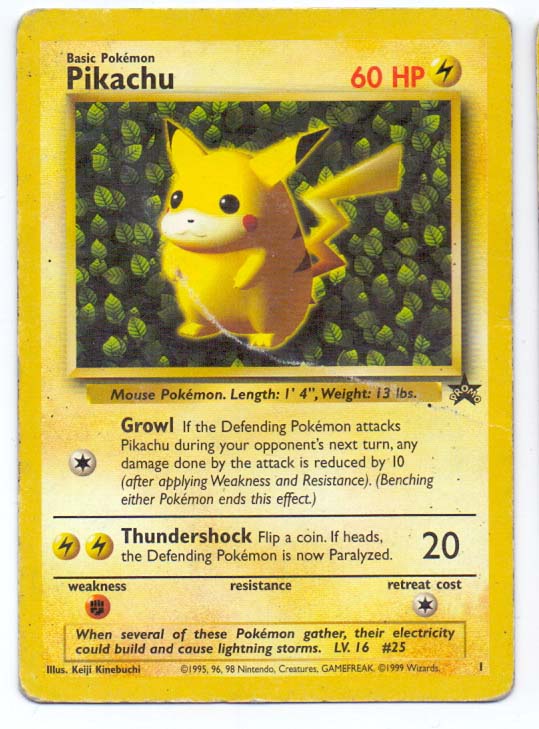 Basic Pokémon
Pikachu
60 HP
Mouse Pokémon. Length: 1' 4", Weight: 13 lbs.
PROMO
Growl If the Defending Pokémon attacks
Pikachu during your opponent's next turn, any
damage done by the attack is reduced by 10
(after applying Weakness and Resistance). (Benching
either Pokémon ends this effect.)
Thundershock Flip a coin. If heads,
the Defending Pokémon is now Paralyzed.
20
weakness resistance retreat cost
When several of these Pokémon gather, their electricity
could build and cause lightning storms. LV. 16 #25
Illus. Keiji Kinebuchi ©1995, 96, 98 Nintendo, Creatures, GAMEFREAK. ©1999 Wizards. 1